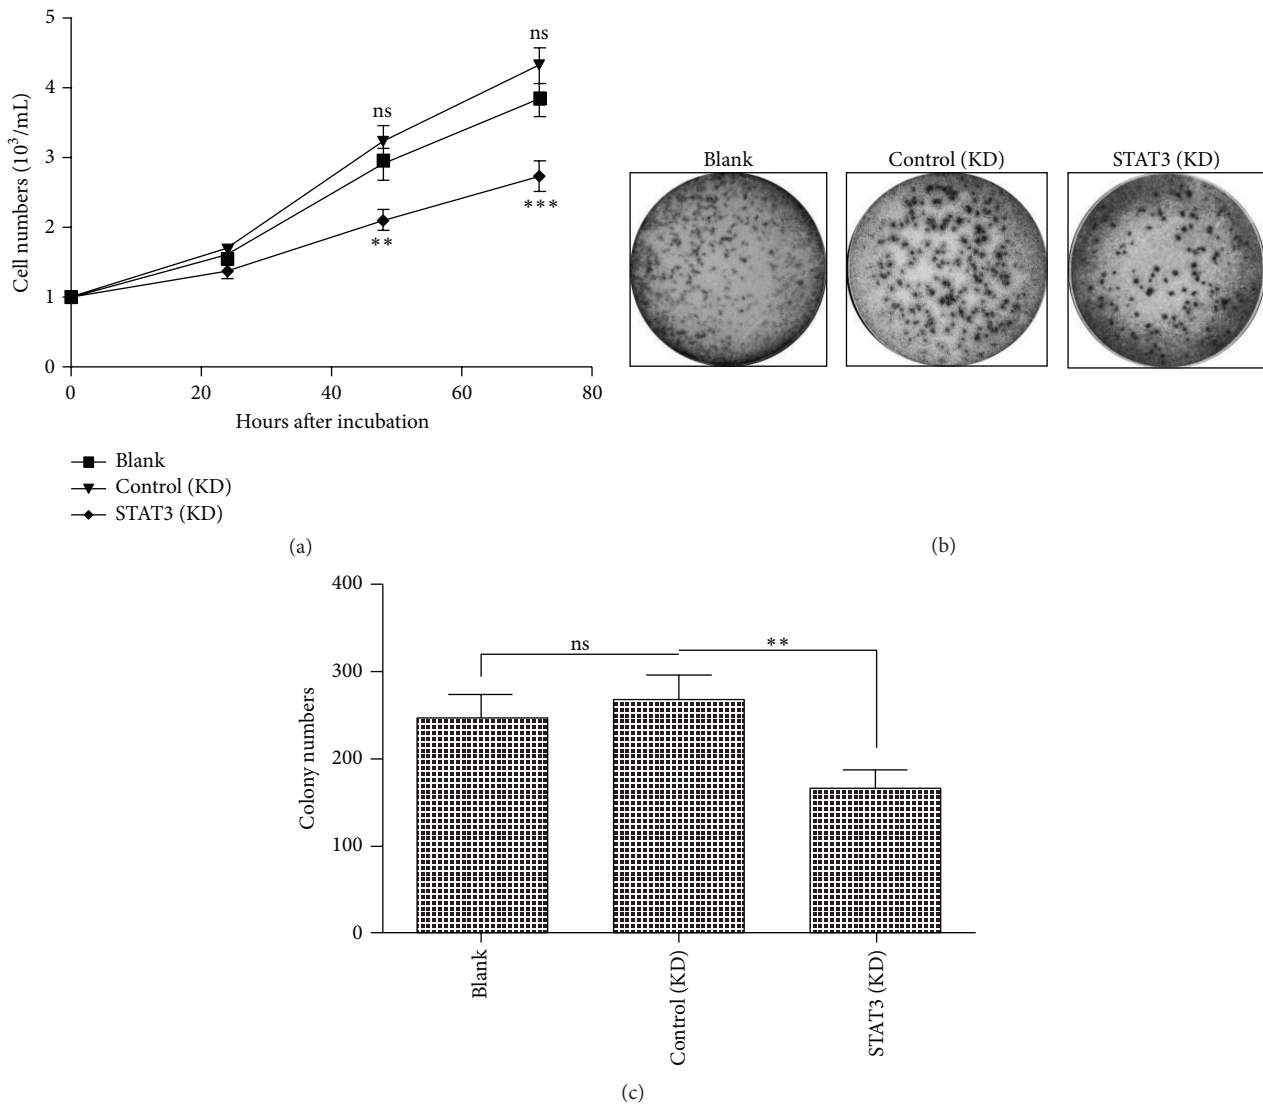 5
4
3
2
1
0
Cell numbers (10³/mL)
ns
ns
**
***
0 20 40 60 80
Hours after incubation
Blank
Control (KD)
STAT3 (KD)
(a)
Blank Control (KD) STAT3 (KD)
(b)
400
300
200
100
0
Colony numbers
ns **
Blank
Control (KD)
STAT3 (KD)
(c)